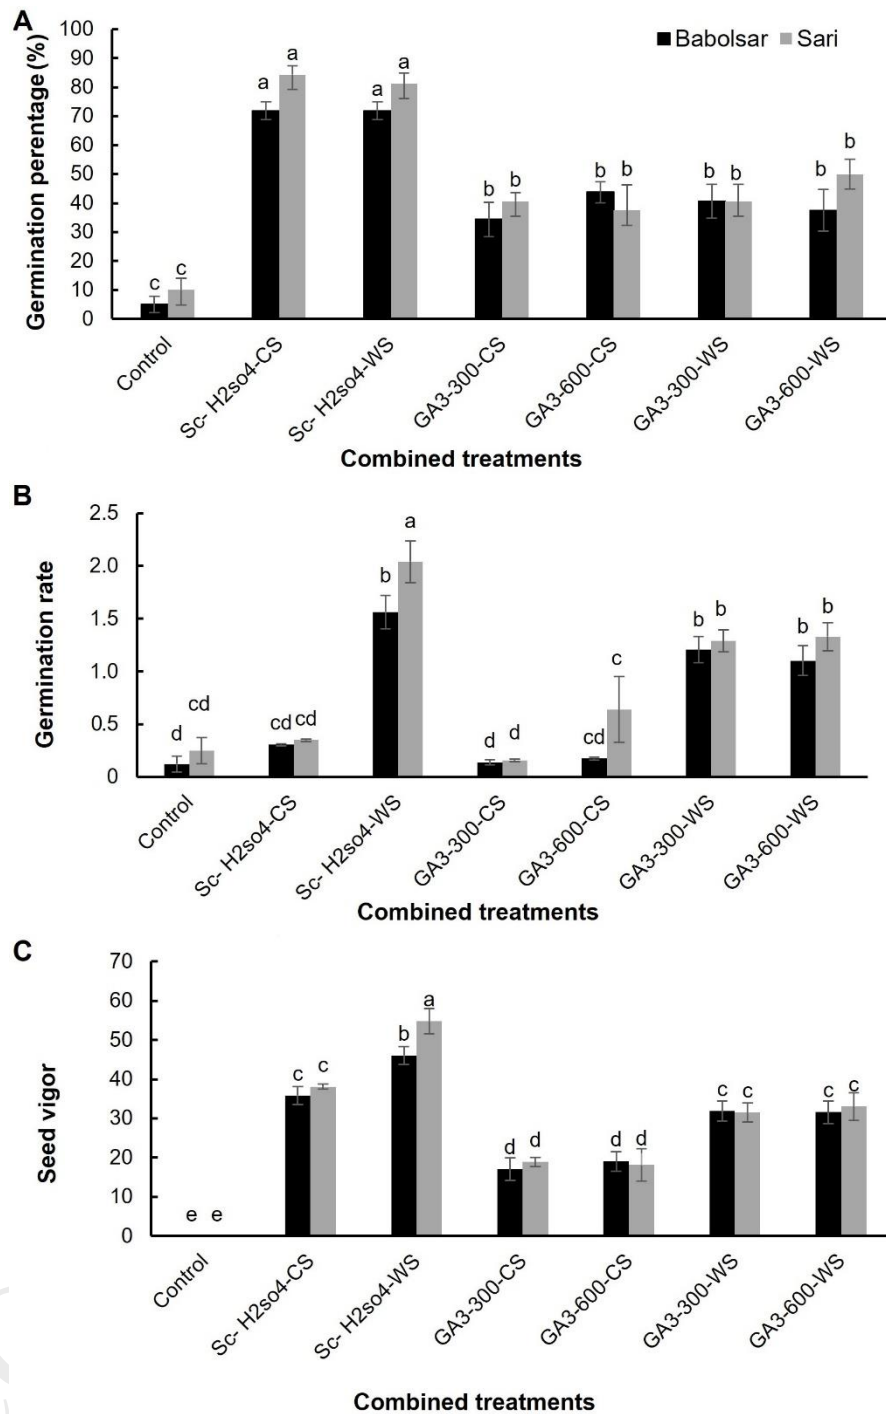 A
100
90
80
70
60
50
40
30
20
10
0
Germination perentage (%)
Babolsar Sari
c c a a a a b b b b b b b b
Control
Sc- H2so4-CS
Sc- H2so4-WS
GA3-300-CS
GA3-600-CS
GA3-300-WS
GA3-600-WS
Combined treatments
B
2.5
2.0
1.5
1.0
0.5
0
Germination rate
d cd cd cd b a d d cd c b b b b
Control
Sc- H2so4-CS
Sc- H2so4-WS
GA3-300-CS
GA3-600-CS
GA3-300-WS
GA3-600-WS
Combined treatments
C
70
60
50
40
30
20
10
0
Seed vigor
e e c c b a d d d d c c c c
Control
Sc- H2so4-CS
Sc- H2so4-WS
GA3-300-CS
GA3-600-CS
GA3-300-WS
GA3-600-WS
Combined treatments